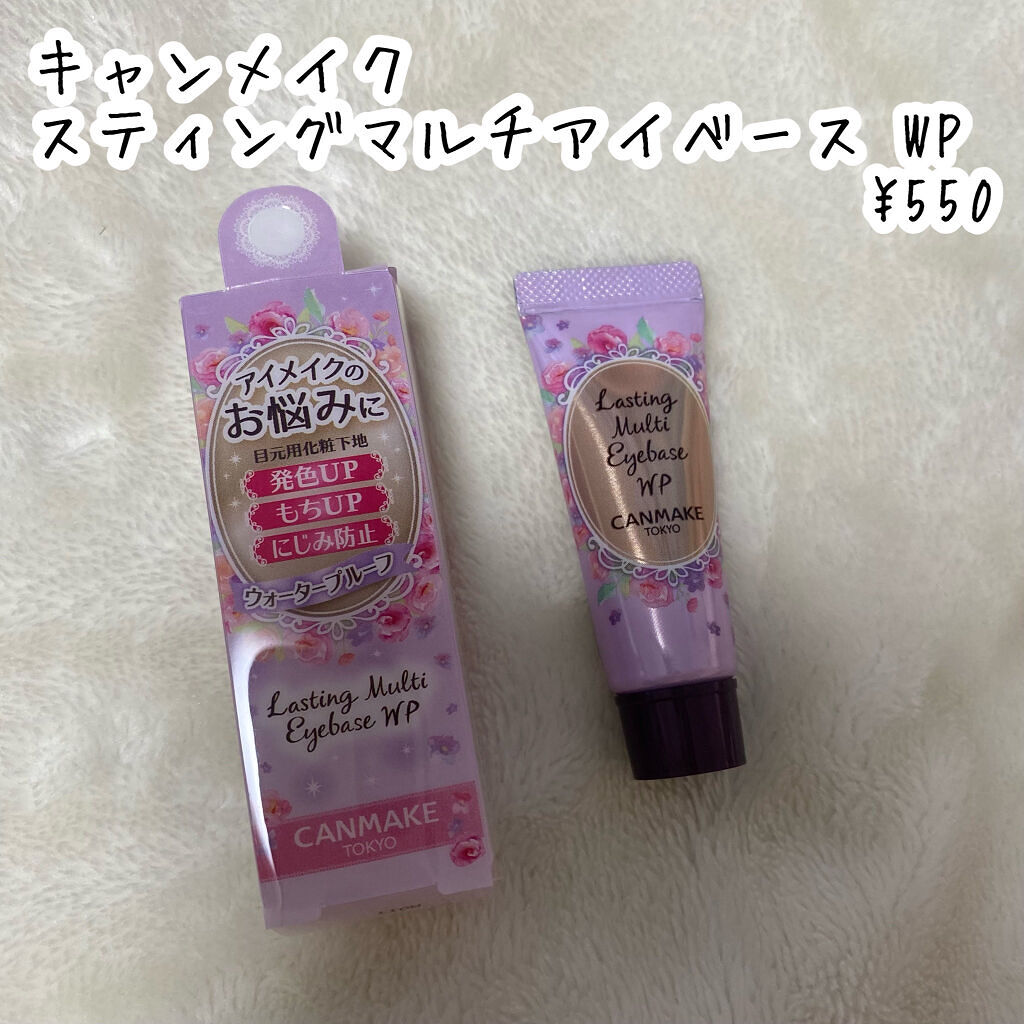 キャンメイク
スティングマルチアイベース WP
¥550
アイメイクの
お悩みに
目元用化粧下地
発色UP
もちUP
にじみ防止
ウォータープルーフ
Lasting Multi
Eyebase WP
CANMAKE
TOKYO
Lasting
Multi
Eyebase
WP
CANMAKE
TOKYO